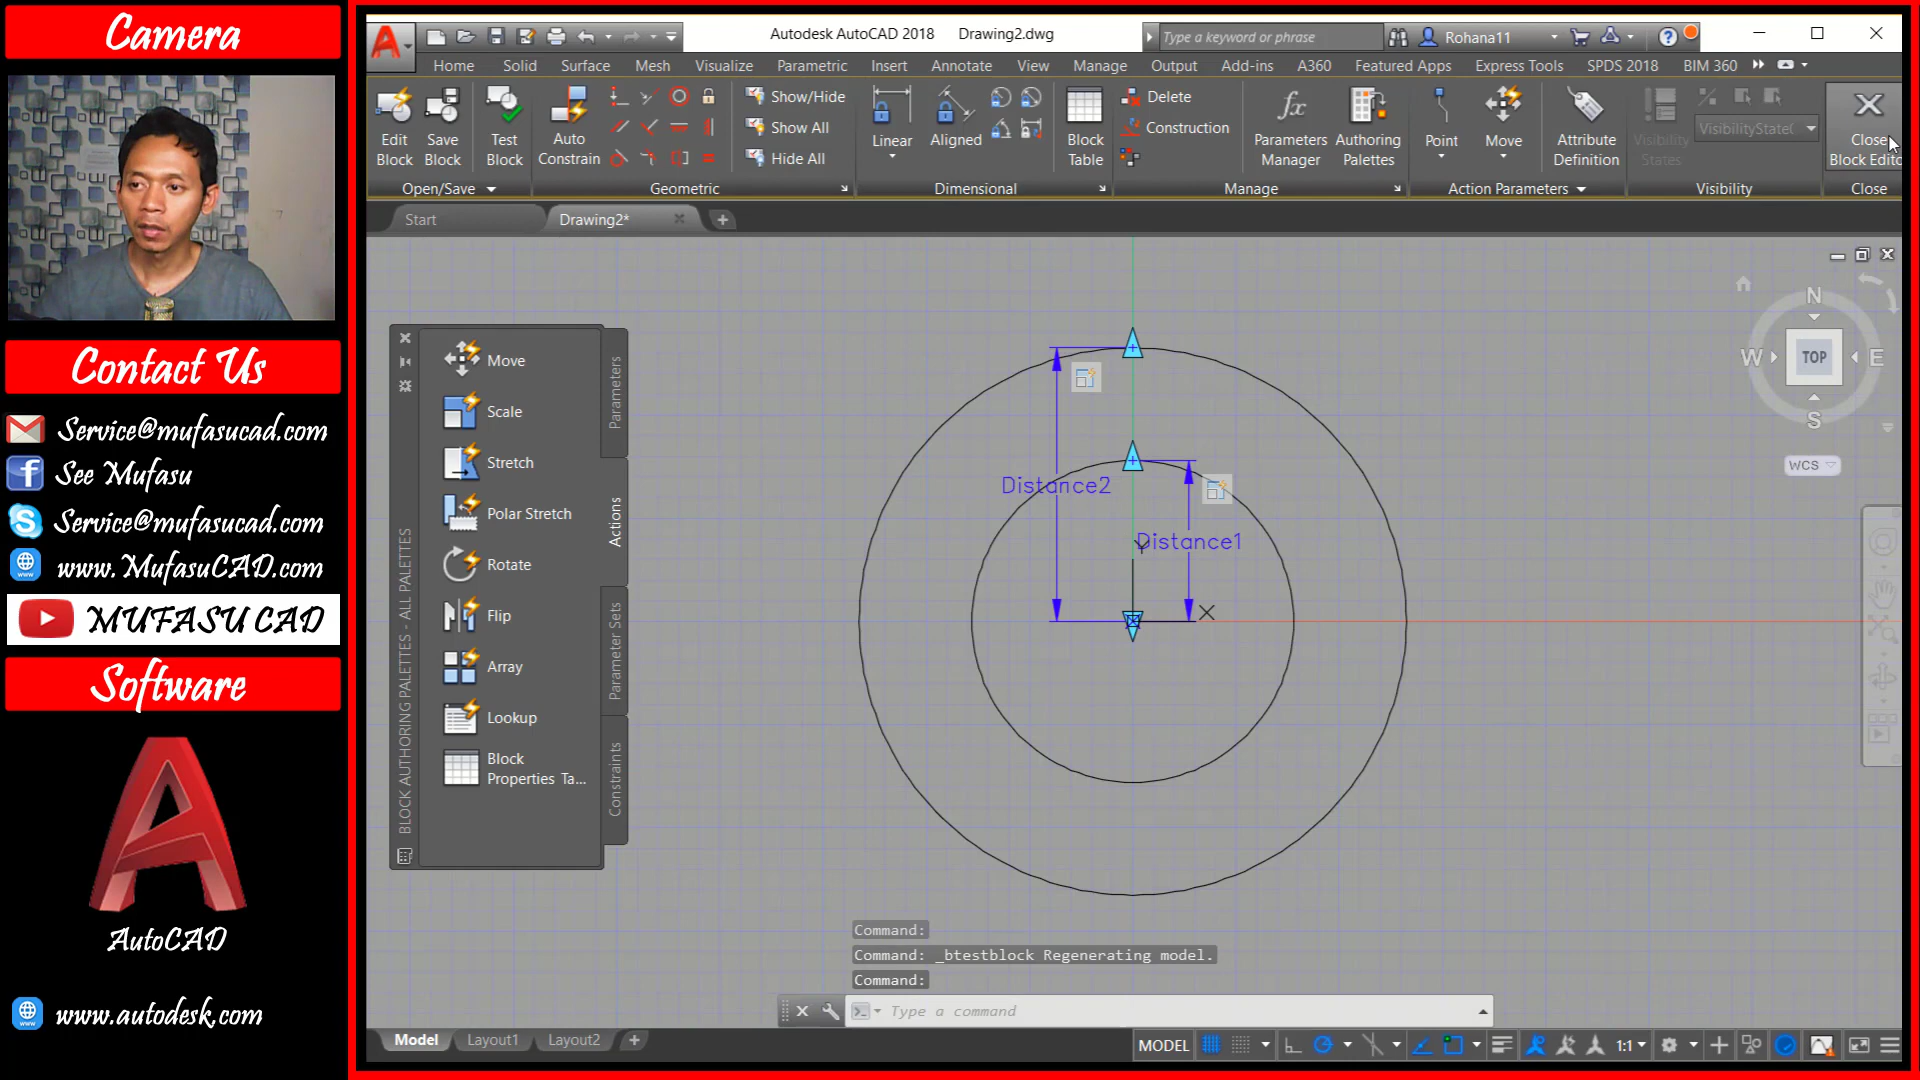 Camera
Contact Us
Service@mufasucad.com
See Mufasu
Service@mufasucad.com
www.MufasuCAD.com
MUFASU CAD
Software
AutoCAD
www.autodesk.com
Autodesk AutoCAD 2018 Drawing2.dwg
Type a keyword or phrase
Rohana11
Home Solid Surface Mesh Visualize Parametric Insert Annotate View Manage Output Add-ins A360 Featured Apps Express Tools SPDS 2018 BIM 360
Edit Block
Save Block
Test Block
Auto Constrain
Show/Hide
Show All
Hide All
Linear
Aligned
Block Table
Delete
Construction
Parameters Manager
Authoring Palettes
Point
Move
Attribute Definition
Visibility States
VisibilityState(
Close
Block Edito
Open/Save
Geometric
Dimensional
Manage
Action Parameters
Visibility
Close
Start
Drawing2*
Move
Scale
Stretch
Polar Stretch
Rotate
Flip
Array
Lookup
Block
Properties Ta...
Parameters
Actions
Parameter Sets
Constraints
BLOCK AUTHORING PALETTES - ALL PALETTES
Distance2
Distance1
Y
X
N
W
TOP
E
S
WCS
Command:
Command: _btestblock Regenerating model.
Command:
Type a command
Model
Layout1
Layout2
MODEL
1:1